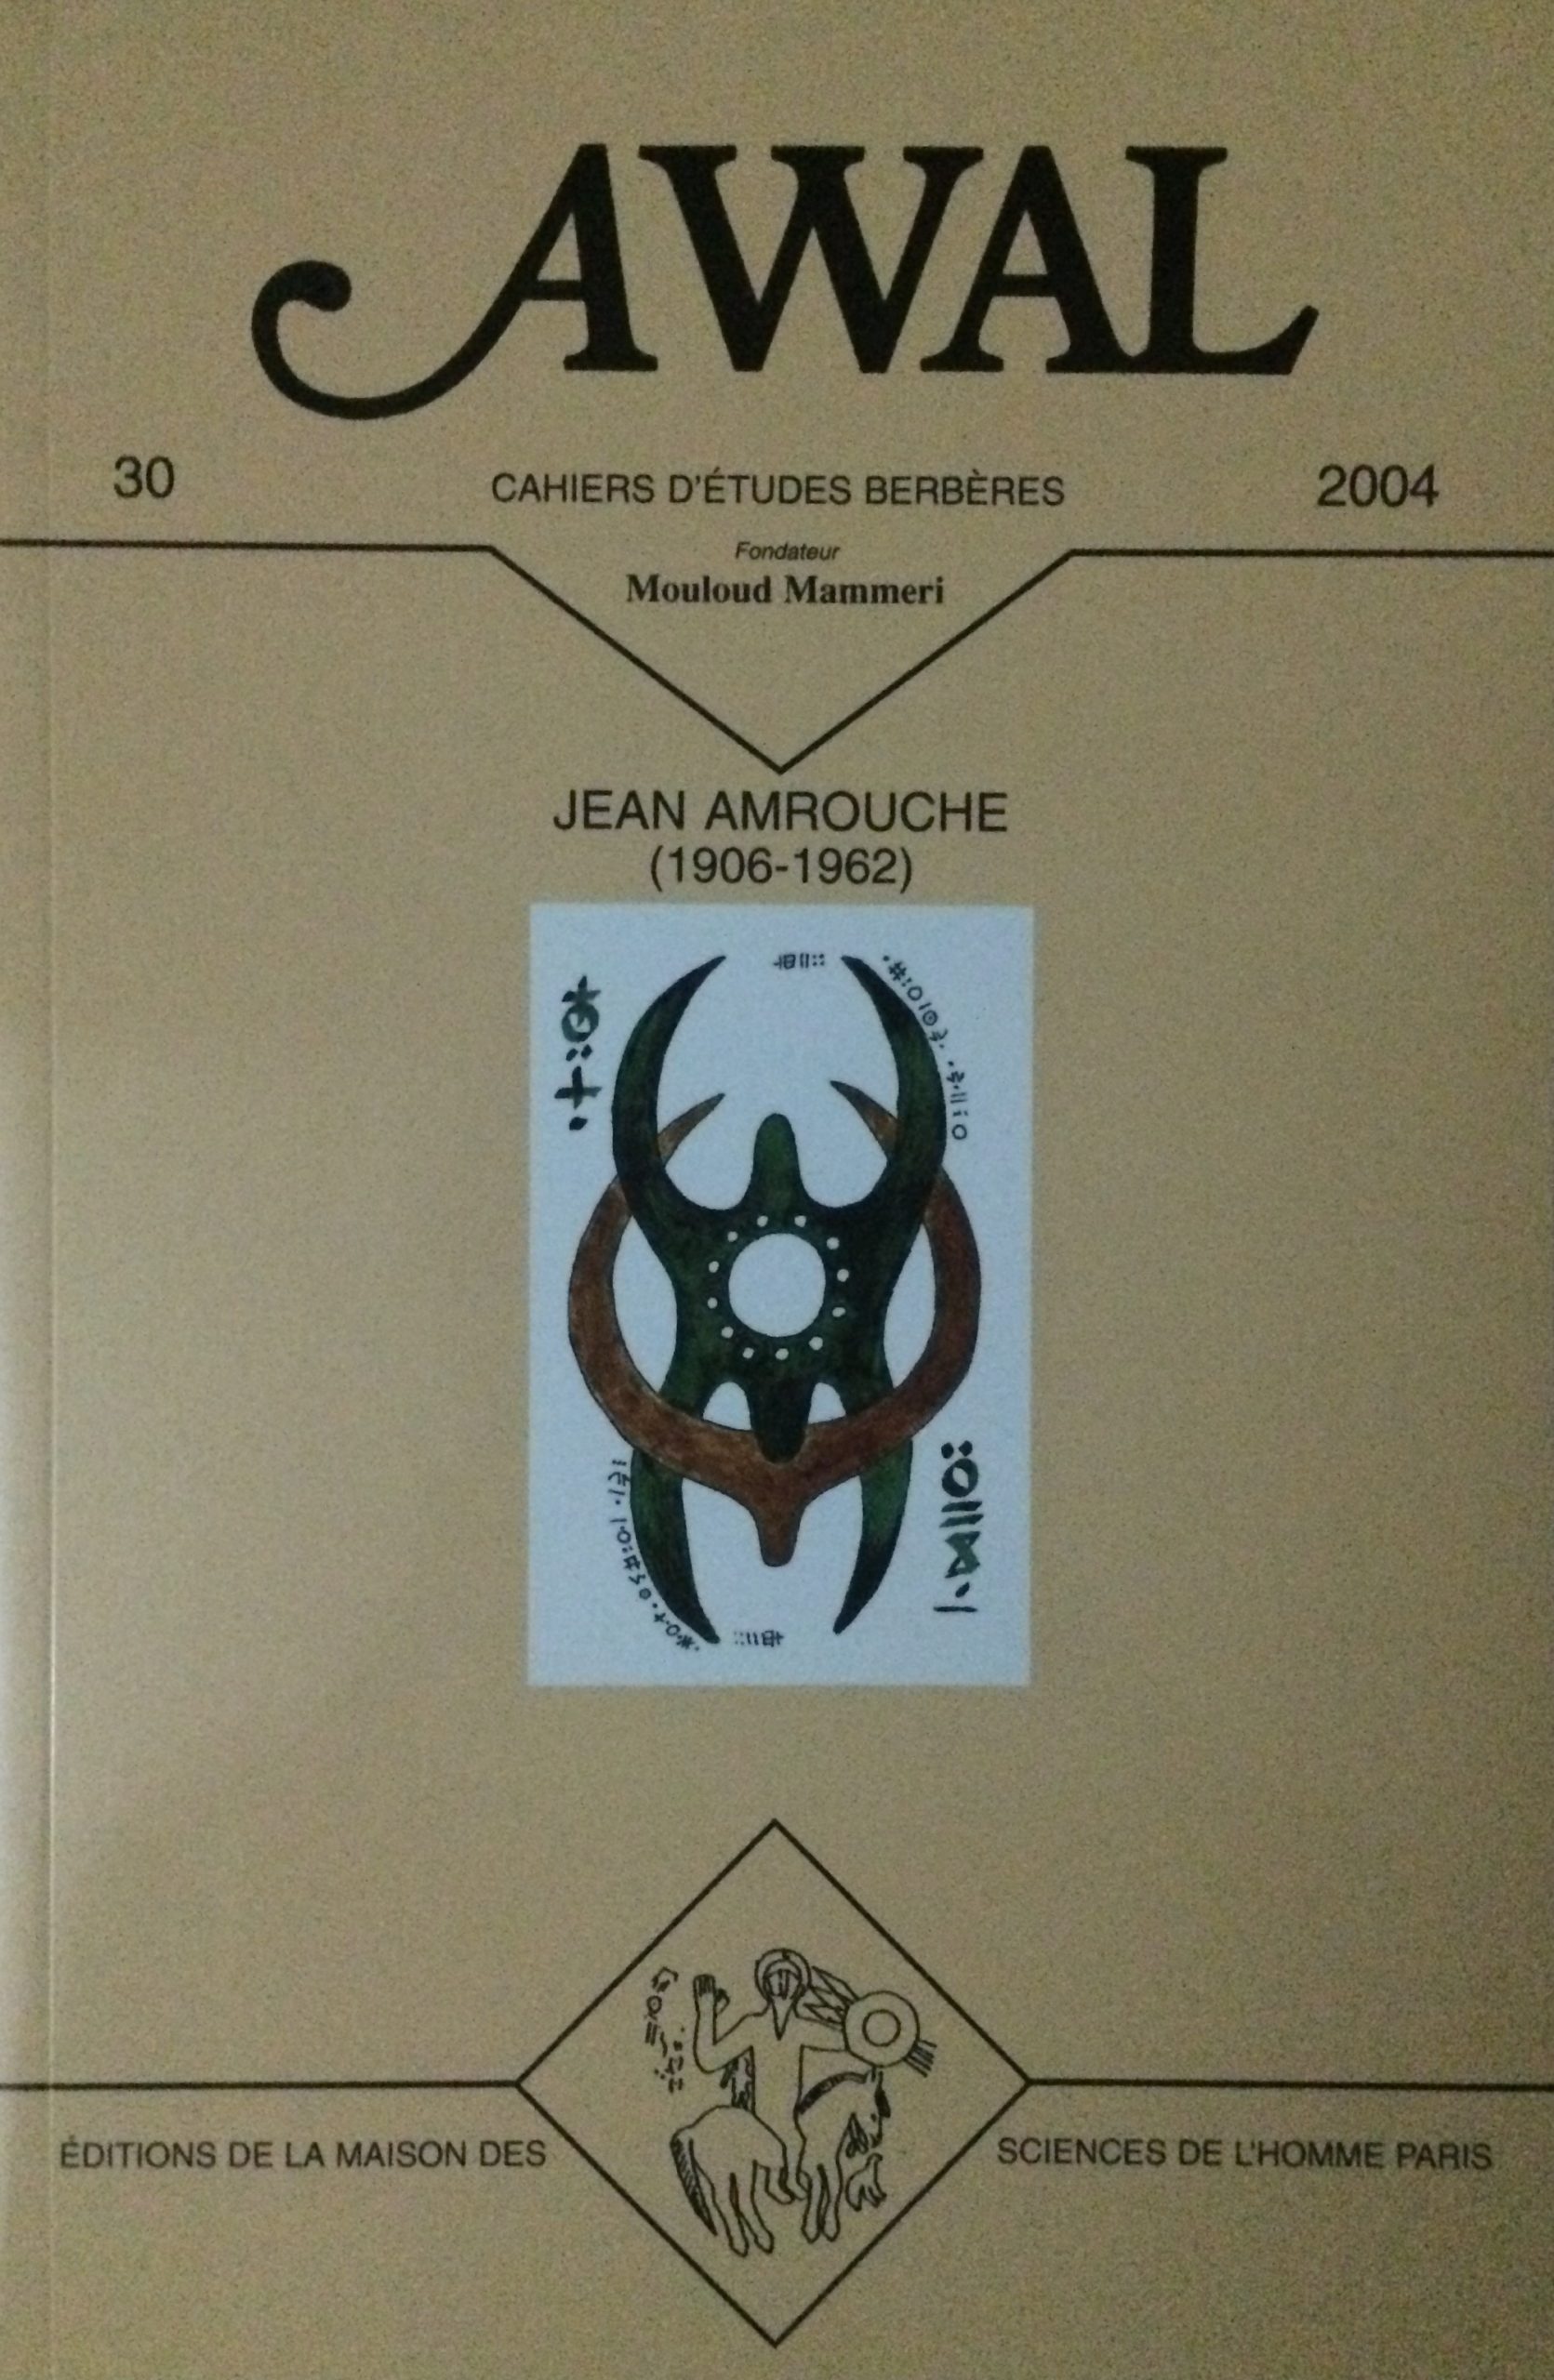 AWAL
30 CAHIERS D'ÉTUDES BERBÈRES 2004
Fondateur
Mouloud Mammeri
JEAN AMROUCHE
(1906-1962)
ÉDITIONS DE LA MAISON DES SCIENCES DE L'HOMME PARIS